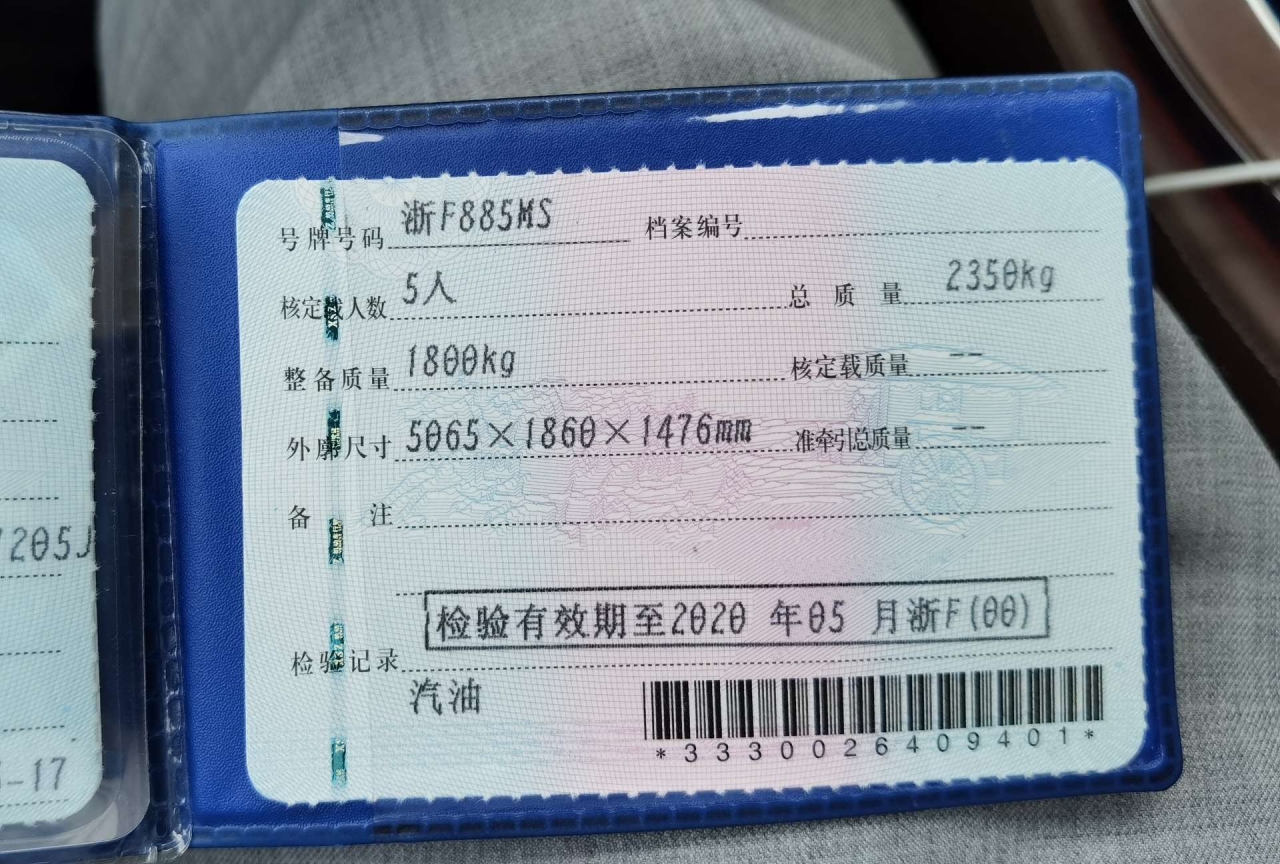 号牌号码 浙F885MS 档案编号
核定载人数 5人 总质量 2350kg
整备质量 1800kg 核定载质量 --
外廓尺寸 5065×1860×1476mm 准牵引总质量 --
备注
检验有效期至2020 年05 月浙F(00)
检验记录
汽油
*3330026409401*
205J
-17